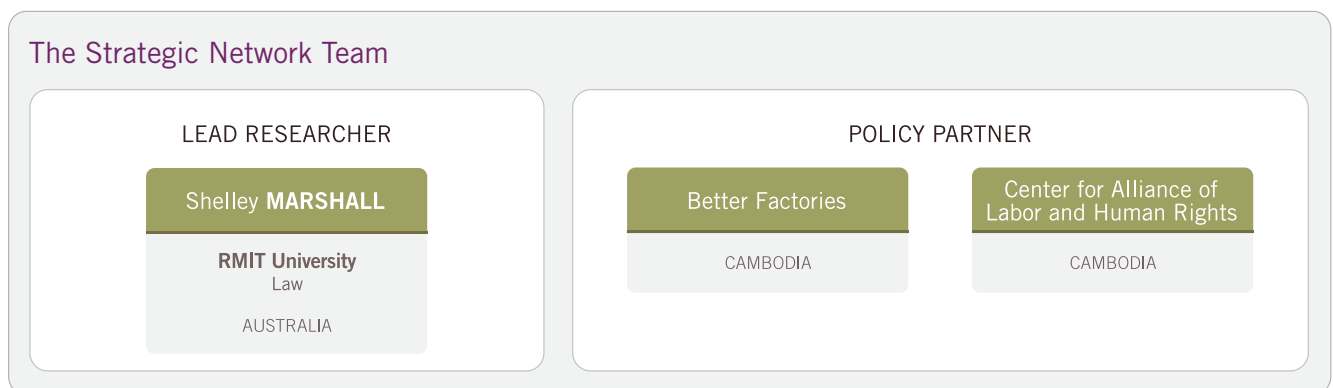 The Strategic Network Team
LEAD RESEARCHER
Shelley MARSHALL
RMIT University
Law
AUSTRALIA
POLICY PARTNER
Better Factories
CAMBODIA
Center for Alliance of
Labor and Human Rights
CAMBODIA